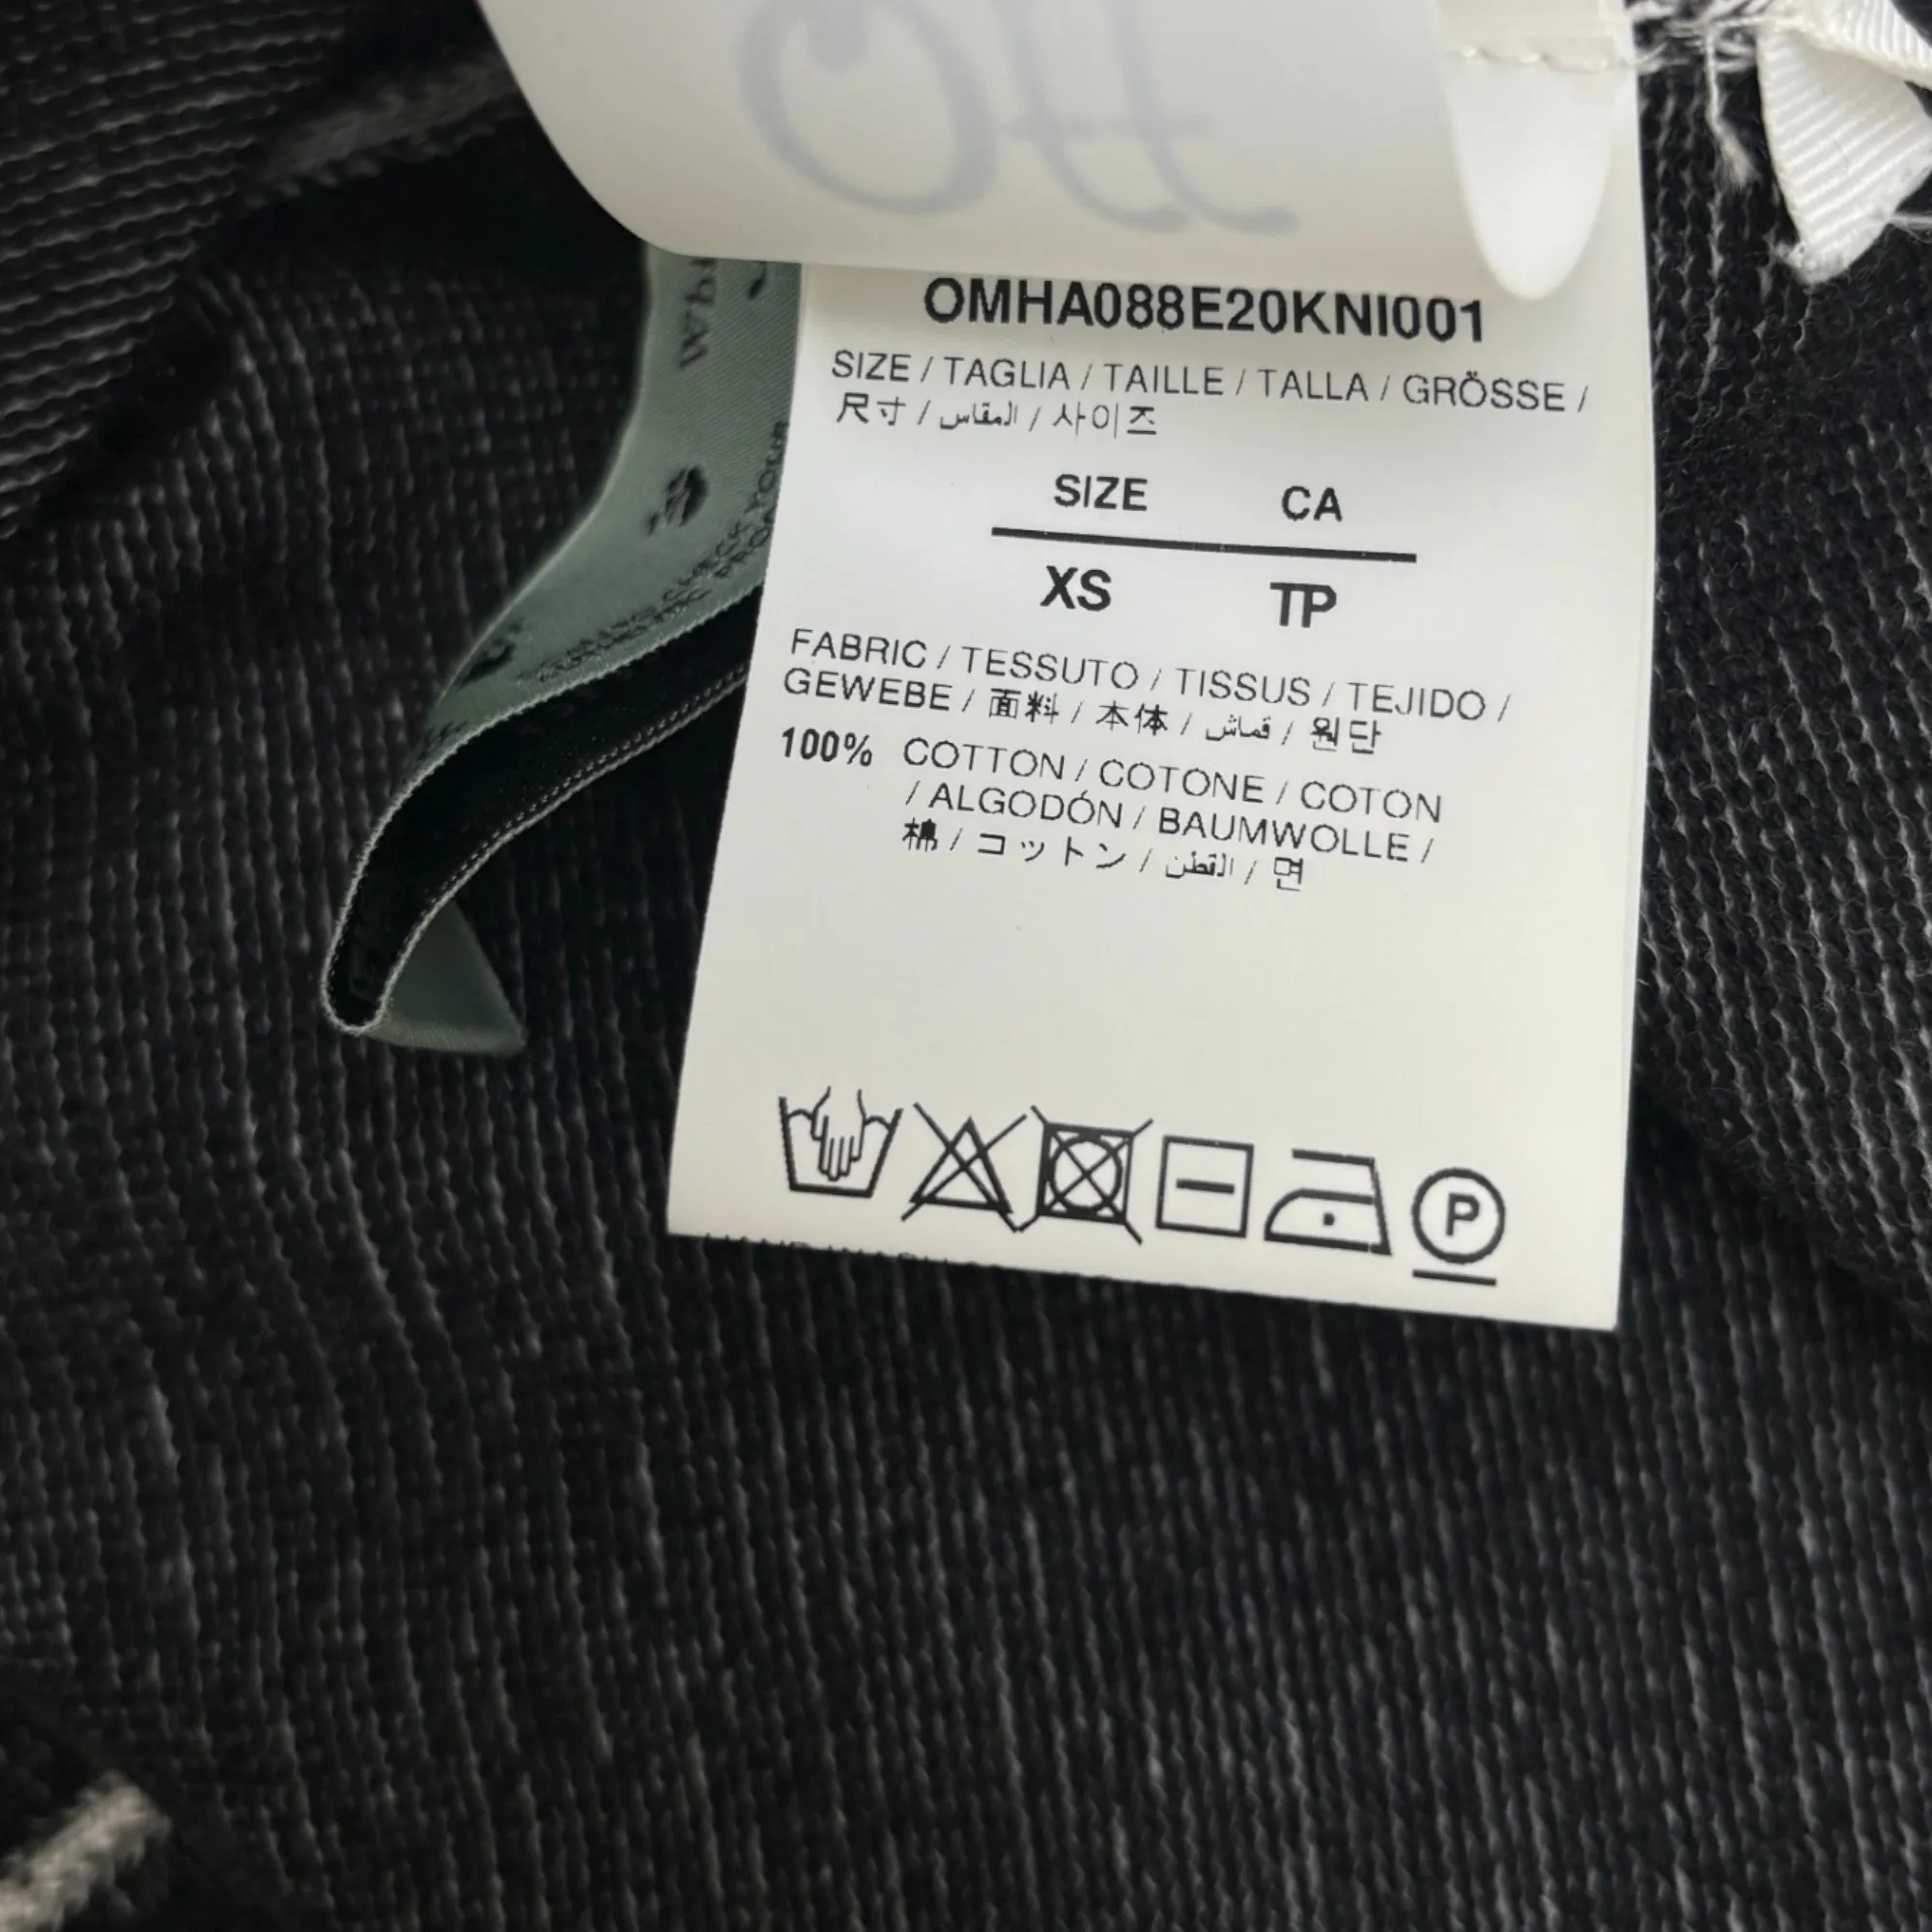 Off
OMHA088E20KNI001
SIZE / TAGLIA / TAILLE / TALLA / GRÖSSE /
尺寸 / المقاس / 사이즈
SIZE CA
XS TP
FABRIC / TESSUTO / TISSUS / TEJIDO /
GEWEBE / 面料 / 本体 / قماش / 원단
100% COTTON / COTONE / COTON
/ ALGODÓN / BAUMWOLLE /
棉 / コットン / القطن / 면
P